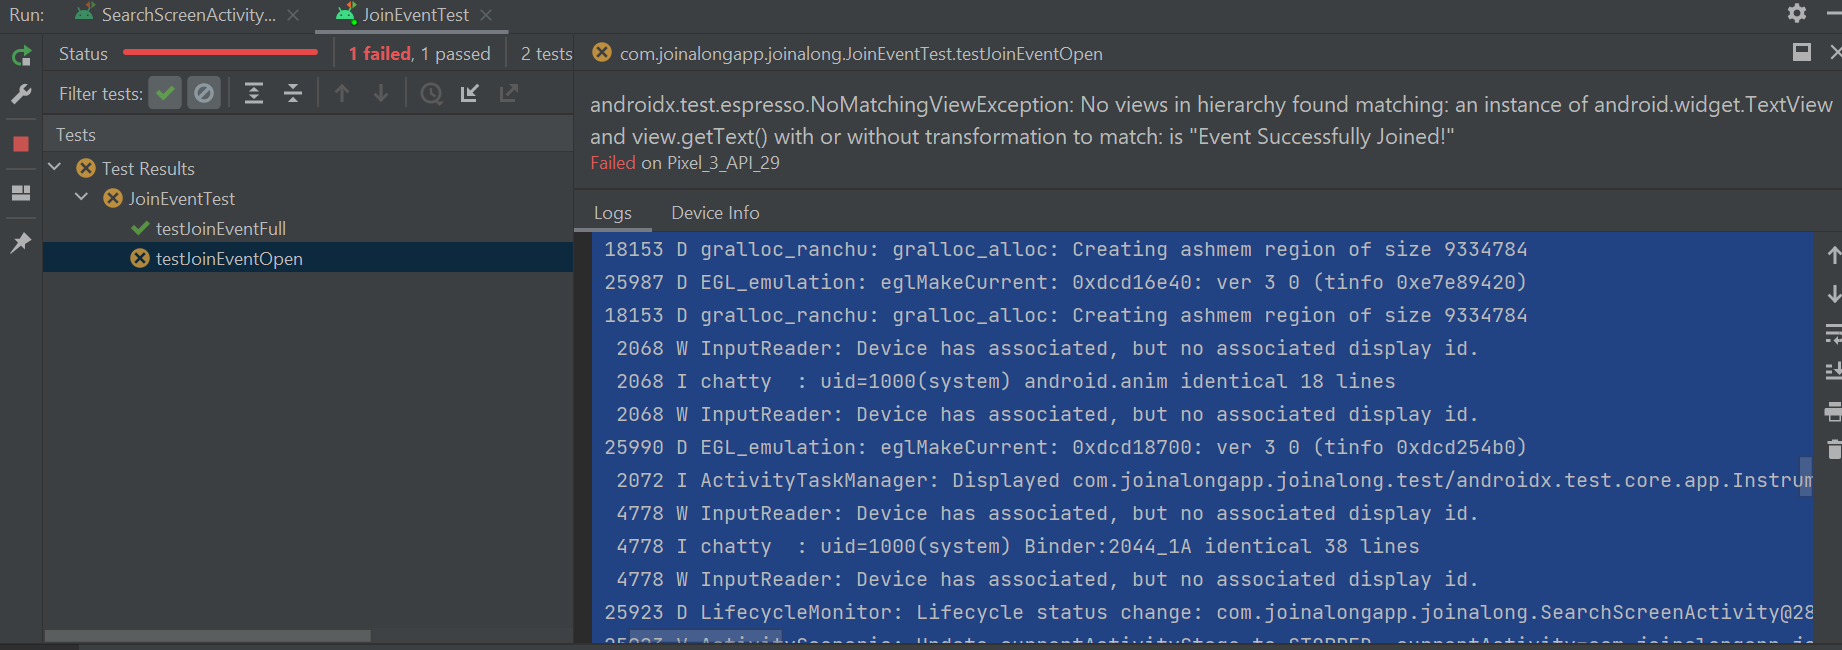 Run: SearchScreenActivity... JoinEventTest
Status 1 failed, 1 passed 2 tests
com.joinalongapp.joinalong.JoinEventTest.testJoinEventOpen
Filter tests:
androidx.test.espresso.NoMatchingViewException: No views in hierarchy found matching: an instance of android.widget.TextView
and view.getText() with or without transformation to match: is "Event Successfully Joined!"
Failed on Pixel_3_API_29
Tests
Test Results
JoinEventTest
testJoinEventFull
testJoinEventOpen
Logs Device Info
18153 D gralloc_ranchu: gralloc_alloc: Creating ashmem region of size 9334784
25987 D EGL_emulation: eglMakeCurrent: 0xdcd16e40: ver 3 0 (tinfo 0xe7e89420)
18153 D gralloc_ranchu: gralloc_alloc: Creating ashmem region of size 9334784
2068 W InputReader: Device has associated, but no associated display id.
2068 I chatty  : uid=1000(system) android.anim identical 18 lines
2068 W InputReader: Device has associated, but no associated display id.
25990 D EGL_emulation: eglMakeCurrent: 0xdcd18700: ver 3 0 (tinfo 0xdcd254b0)
2072 I ActivityTaskManager: Displayed com.joinalongapp.joinalong.test/androidx.test.core.app.Instrum
4778 W InputReader: Device has associated, but no associated display id.
4778 I chatty  : uid=1000(system) Binder:2044_1A identical 38 lines
4778 W InputReader: Device has associated, but no associated display id.
25923 D LifecycleMonitor: Lifecycle status change: com.joinalongapp.joinalong.SearchScreenActivity@28